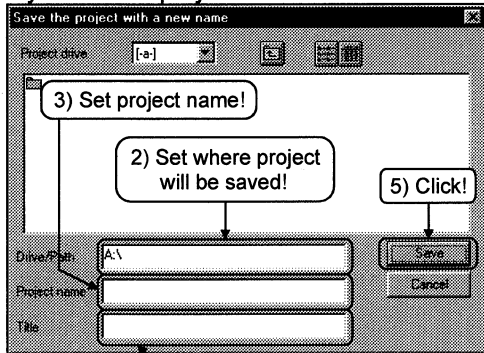 Save the project with a new name
Project drive
[-a-]
3) Set project name!
2) Set where project
will be saved!
5) Click!
Drive/Path
A:\
Save
Project name
Cancel
Title